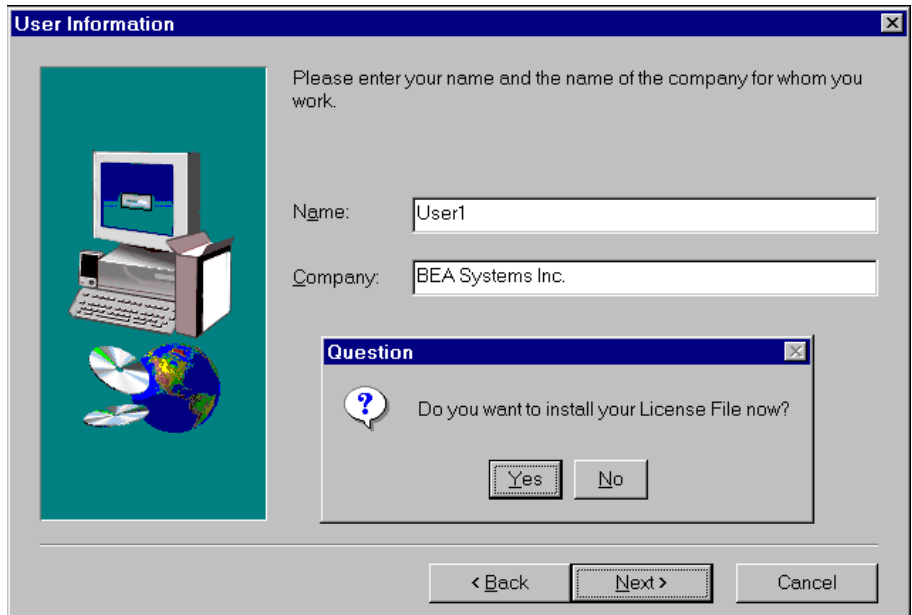 User Information
Please enter your name and the name of the company for whom you
work.
Name:
User1
Company:
BEA Systems Inc.
Question
?
Do you want to install your License File now?
Yes
No
< Back
Next >
Cancel